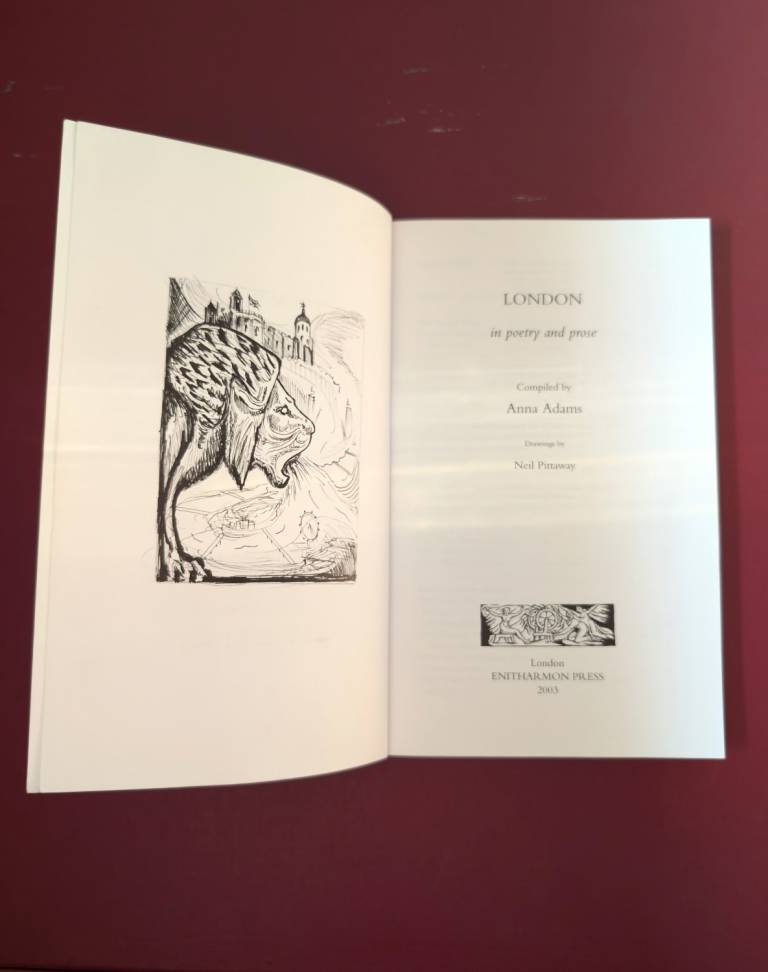 LONDON
in poetry and prose
Compiled by
Anna Adams
Drawings by
Neil Pittaway
London
ENITHARMON PRESS
2003